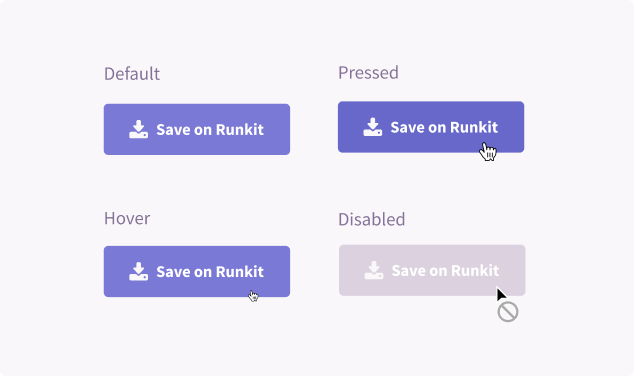 Default
Save on Runkit
Pressed
Save on Runkit
Hover
Save on Runkit
Disabled
Save on Runkit